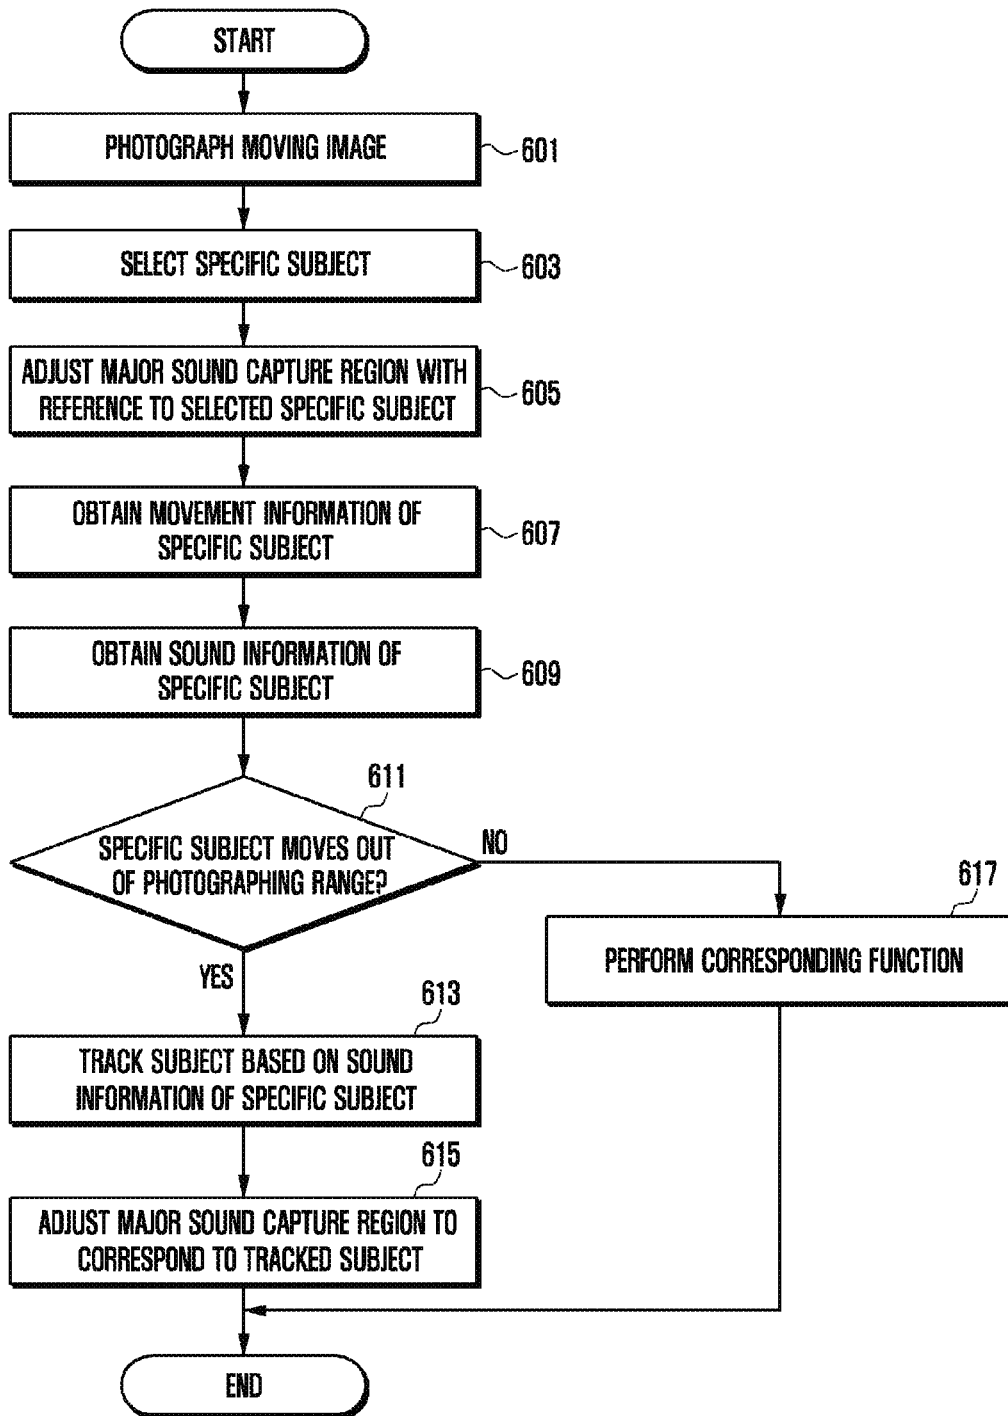 START
PHOTOGRAPH MOVING IMAGE
601
SELECT SPECIFIC SUBJECT
603
ADJUST MAJOR SOUND CAPTURE REGION WITH
REFERENCE TO SELECTED SPECIFIC SUBJECT
605
OBTAIN MOVEMENT INFORMATION OF
SPECIFIC SUBJECT
607
OBTAIN SOUND INFORMATION OF
SPECIFIC SUBJECT
609
611
SPECIFIC SUBJECT MOVES OUT
OF PHOTOGRAPHING RANGE?
NO
617
PERFORM CORRESPONDING FUNCTION
YES
613
TRACK SUBJECT BASED ON SOUND
INFORMATION OF SPECIFIC SUBJECT
615
ADJUST MAJOR SOUND CAPTURE REGION TO
CORRESPOND TO TRACKED SUBJECT
END